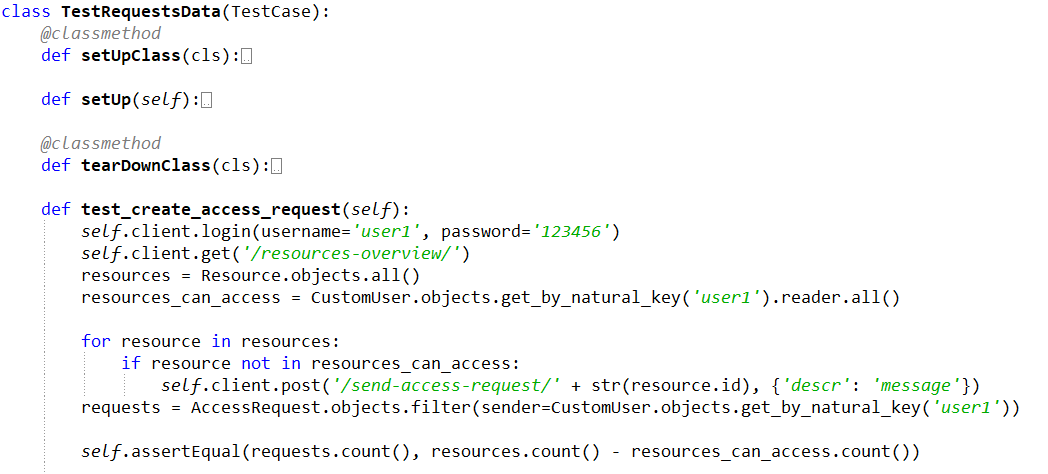 class TestRequestsData(TestCase):
    @classmethod
    def setUpClass(cls):..
    def setUp(self):..
    @classmethod
    def tearDownClass(cls):..
    def test_create_access_request(self):
        self.client.login(username='user1', password='123456')
        self.client.get('/resources-overview/')
        resources = Resource.objects.all()
        resources_can_access = CustomUser.objects.get_by_natural_key('user1').reader.all()
        for resource in resources:
            if resource not in resources_can_access:
                self.client.post('/send-access-request/' + str(resource.id), {'descr': 'message'})
        requests = AccessRequest.objects.filter(sender=CustomUser.objects.get_by_natural_key('user1'))
        self.assertEqual(requests.count(), resources.count() - resources_can_access.count())